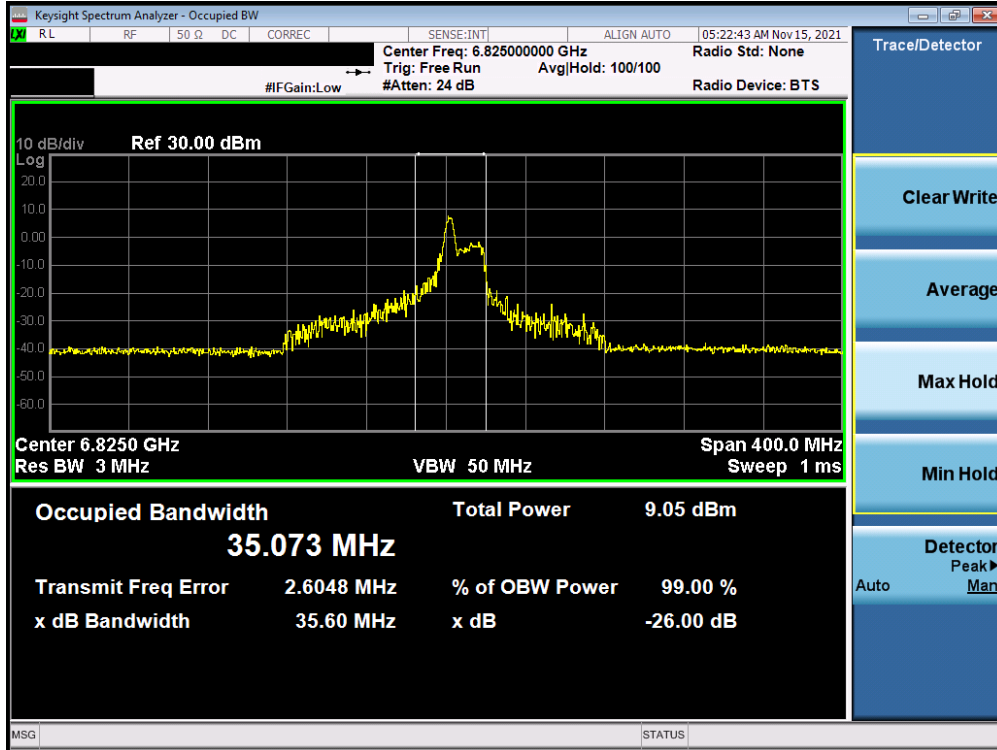 Keysight Spectrum Analyzer - Occupied BW
LXI RL RF 50 Ω DC CORREC SENSE:INT ALIGN AUTO 05:22:43 AM Nov 15, 2021
Center Freq: 6.825000000 GHz Radio Std: None
Trig: Free Run Avg|Hold: 100/100
#IFGain:Low #Atten: 24 dB Radio Device: BTS
Trace/Detector
10 dB/div Ref 30.00 dBm
Log
20.0
10.0
0.00
-10.0
-20.0
-30.0
-40.0
-50.0
-60.0
Center 6.8250 GHz Span 400.0 MHz
Res BW 3 MHz VBW 50 MHz Sweep 1 ms
Occupied Bandwidth Total Power 9.05 dBm
35.073 MHz
Transmit Freq Error 2.6048 MHz % of OBW Power 99.00 %
x dB Bandwidth 35.60 MHz x dB -26.00 dB
Clear Write
Average
Max Hold
Min Hold
Detector
Peak▶
Auto Man
MSG STATUS